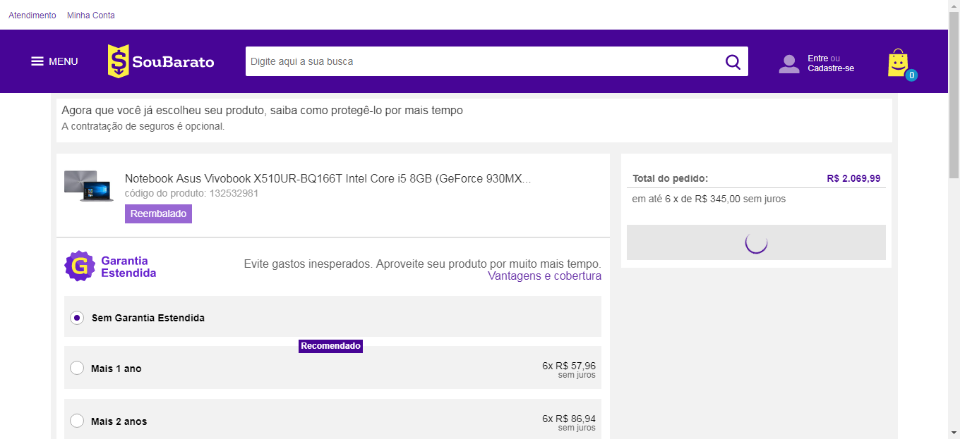 Atendimento Minha Conta
MENU SouBarato Digite aqui a sua busca Entre ou
Cadastre-se
0
Agora que você já escolheu seu produto, saiba como protegê-lo por mais tempo
A contratação de seguros é opcional.
Notebook Asus Vivobook X510UR-BQ166T Intel Core i5 8GB (GeForce 930MX...
código do produto: 132532981
Reembalado
Total do pedido: R$ 2.069,99
em até 6 x de R$ 345,00 sem juros
G Garantia
Estendida
Evite gastos inesperados. Aproveite seu produto por muito mais tempo.
Vantagens e cobertura
Sem Garantia Estendida
Recomendado
Mais 1 ano 6x R$ 57,96
sem juros
Mais 2 anos 6x R$ 86,94
sem juros